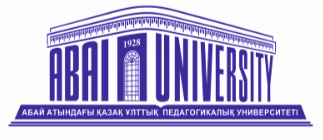 1928
ABAI UNIVERSITY
АБАЙ АТЫНДАҒЫ ҚАЗАҚ ҰЛТТЫҚ ПЕДАГОГИКАЛЫҚ УНИВЕРСИТЕТІ